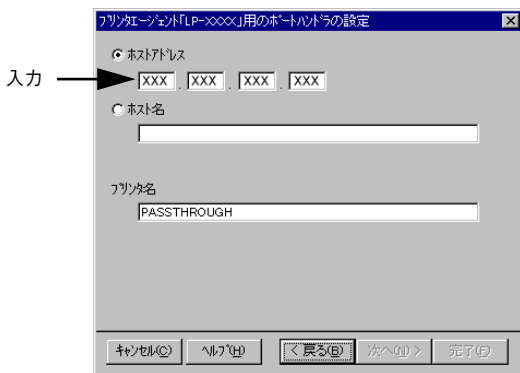 プリンタエージェント「LP-XXXX」用のポートハンドラの設定
ホストアドレス
入力
XXX . XXX . XXX . XXX
ホスト名
プリンタ名
PASSTHROUGH
キャンセル(C) ヘルプ(H) < 戻る(B) 次へ(N) > 完了(F)